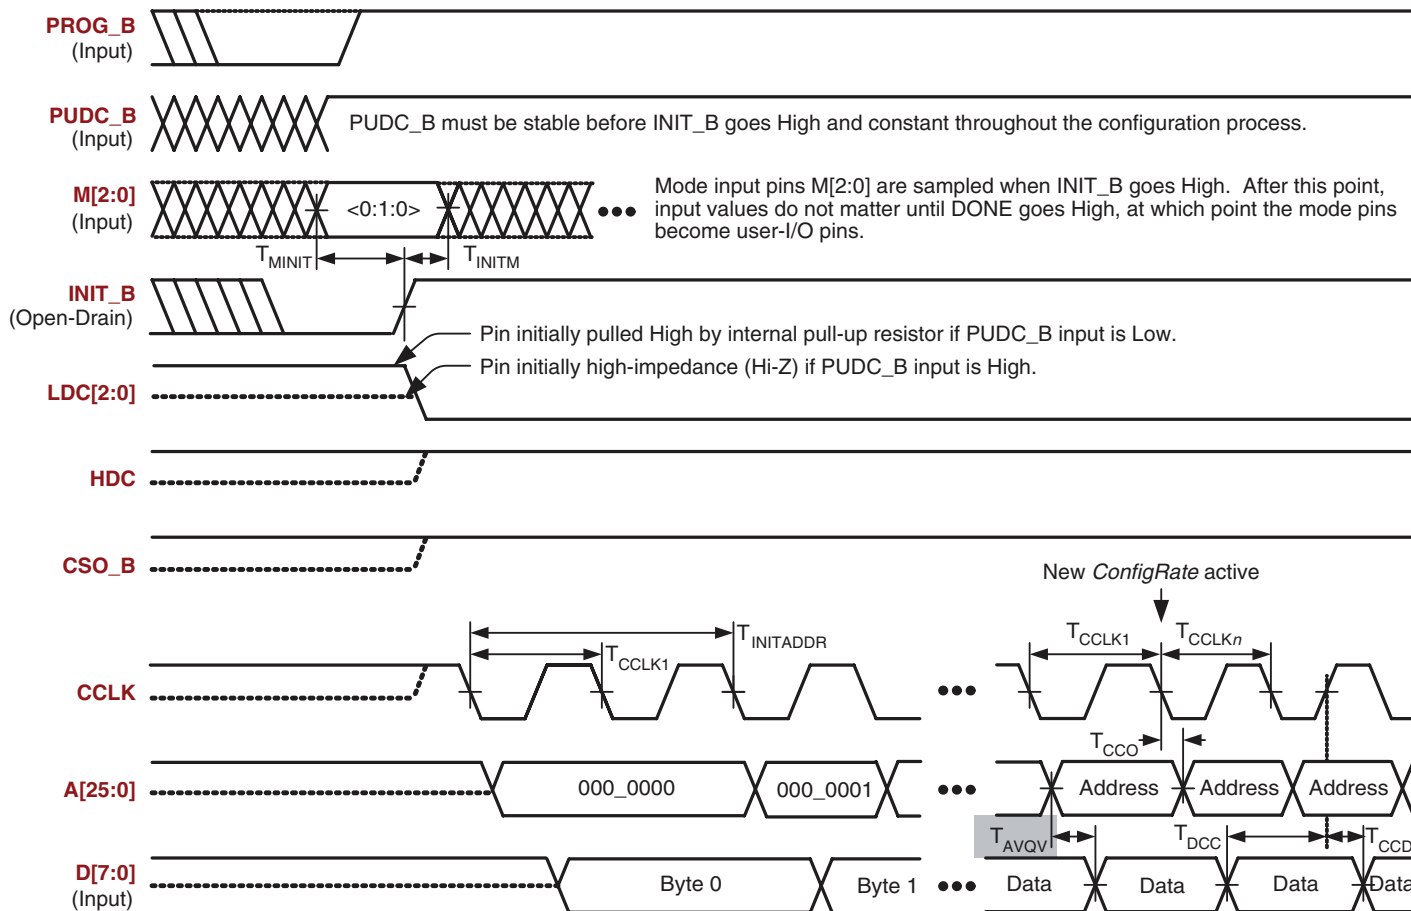 PROG_B
(Input)
PUDC_B
(Input)
PUDC_B must be stable before INIT_B goes High and constant throughout the configuration process.
M[2:0]
(Input)
<0:1:0>
Mode input pins M[2:0] are sampled when INIT_B goes High. After this point,
input values do not matter until DONE goes High, at which point the mode pins
become user-I/O pins.
TMINIT
TINITM
INIT_B
(Open-Drain)
Pin initially pulled High by internal pull-up resistor if PUDC_B input is Low.
Pin initially high-impedance (Hi-Z) if PUDC_B input is High.
LDC[2:0]
HDC
CSO_B
New ConfigRate active
TINITADDR
TCCLK1
TCCLK1
TCCLKn
CCLK
TCCO
A[25:0]
000_0000
000_0001
Address
Address
Address
TAVQV
TDCC
TCCD
D[7:0]
(Input)
Byte 0
Byte 1
Data
Data
Data
Data